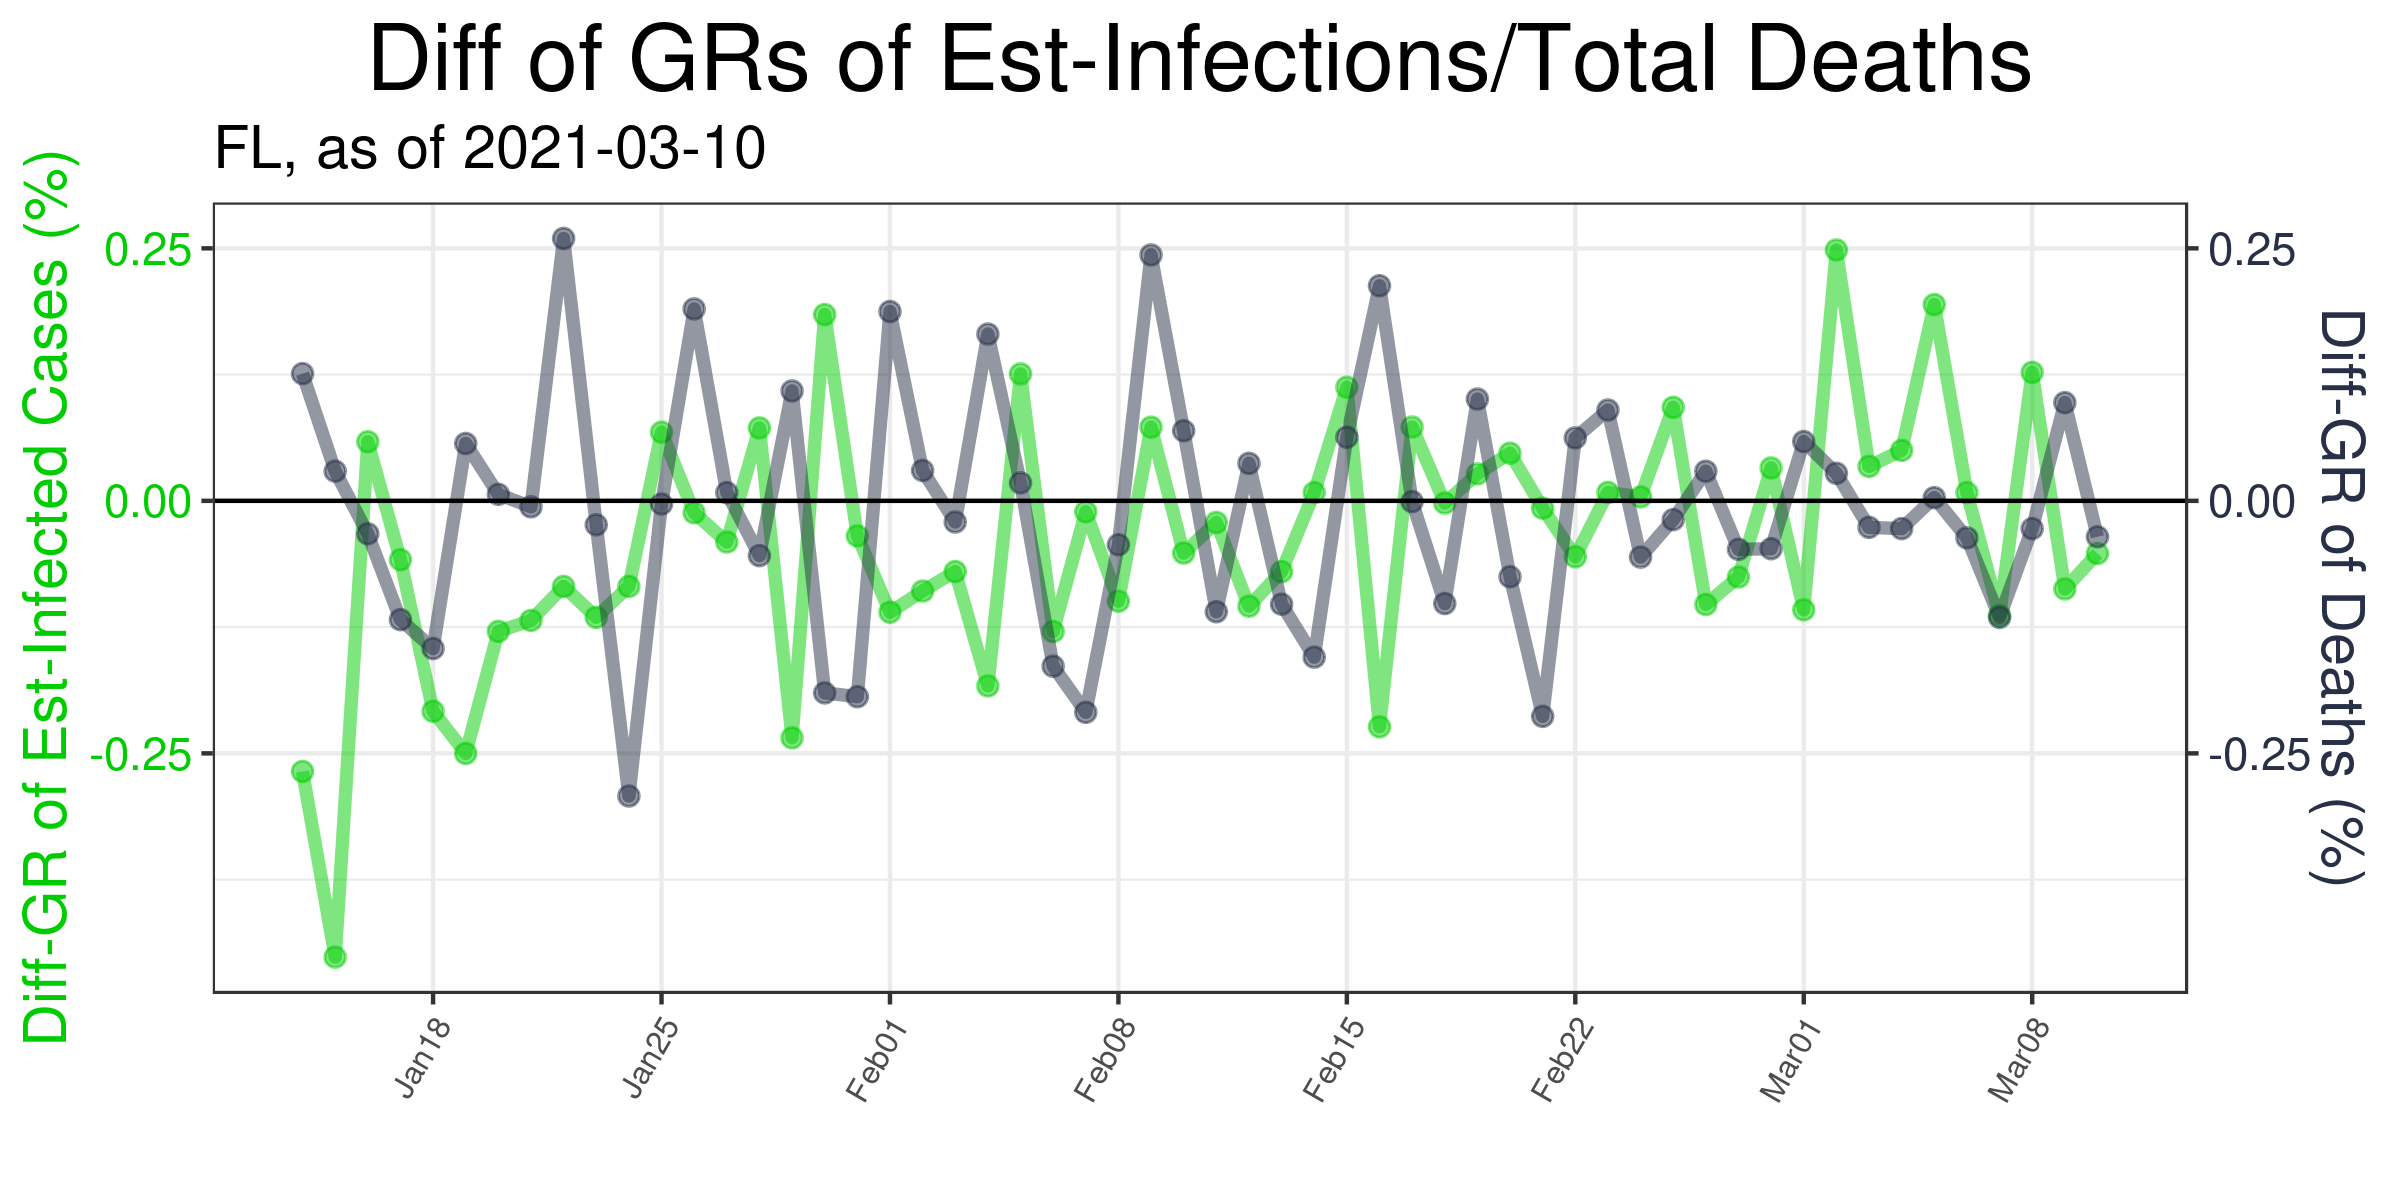 Diff of GRs of Est-Infections/Total Deaths
FL, as of 2021-03-10
Diff-GR of Est-Infected Cases (%)
0.25
0.00
-0.25
0.25
0.00
-0.25
Diff-GR of Deaths (%)
Jan18
Jan25
Feb01
Feb08
Feb15
Feb22
Mar01
Mar08